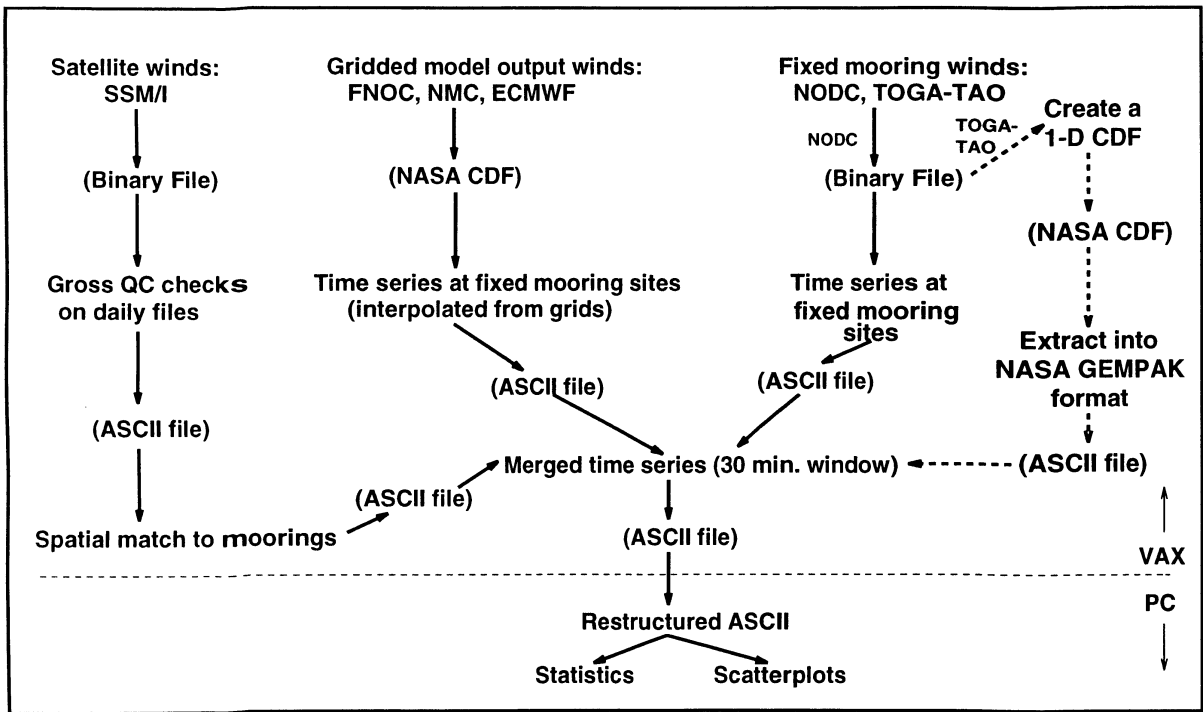 Satellite winds:
SSM/I
(Binary File)
Gross QC checks
on daily files
(ASCII file)
Spatial match to moorings
(ASCII file)
Gridded model output winds:
FNOC, NMC, ECMWF
(NASA CDF)
Time series at fixed mooring sites
(interpolated from grids)
(ASCII file)
Fixed mooring winds:
NODC, TOGA-TAO
NODC
TOGA-
TAO
(Binary File)
Time series at
fixed mooring
sites
(ASCII file)
Create a
1-D CDF
(NASA CDF)
Extract into
NASA GEMPAK
format
(ASCII file)
Merged time series (30 min. window)
(ASCII file)
VAX
PC
Restructured ASCII
Statistics
Scatterplots